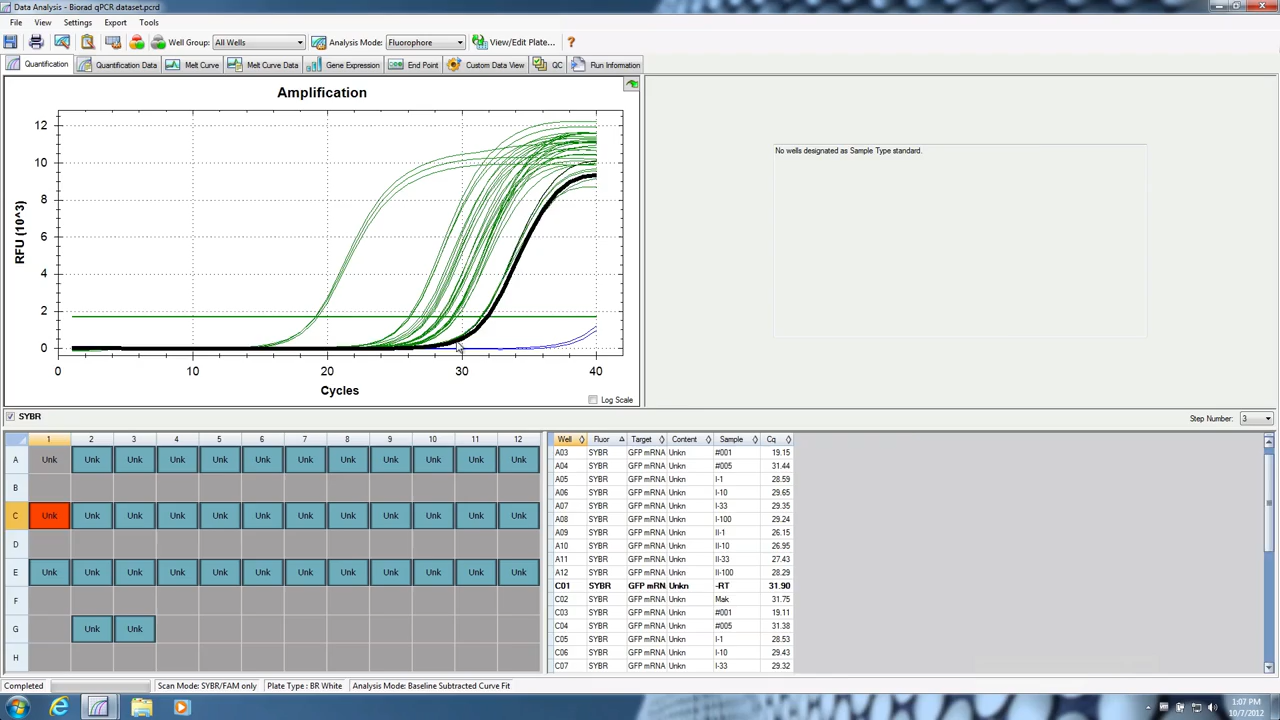 Data Analysis - Biorad qPCR dataset.pcrd
File View Settings Export Tools
Well Group: All Wells Analysis Mode: Fluorophore View/Edit Plate... ?
Quantification Quantification Data Melt Curve Melt Curve Data Gene Expression End Point Custom Data View QC Run Information
Amplification
12
10
8
6
4
2
0
RFU (10^3)
0 10 20 30 40
Cycles
Log Scale
No wells designated as Sample Type standard.
SYBR
Step Number: 3
1 2 3 4 5 6 7 8 9 10 11 12
A Unk Unk Unk Unk Unk Unk Unk Unk Unk Unk Unk Unk
B
C Unk Unk Unk Unk Unk Unk Unk Unk Unk Unk Unk Unk
D
E Unk Unk Unk Unk Unk Unk Unk Unk Unk Unk Unk Unk
F
G Unk Unk
H
Well Fluor Target Content Sample Cq
A03 SYBR GFP mRNA Unkn #001 19.15
A04 SYBR GFP mRNA Unkn #005 31.44
A05 SYBR GFP mRNA Unkn I-1 28.59
A06 SYBR GFP mRNA Unkn I-10 29.65
A07 SYBR GFP mRNA Unkn I-33 29.35
A08 SYBR GFP mRNA Unkn I-100 29.24
A09 SYBR GFP mRNA Unkn II-1 26.15
A10 SYBR GFP mRNA Unkn II-10 26.95
A11 SYBR GFP mRNA Unkn II-33 27.43
A12 SYBR GFP mRNA Unkn II-100 28.29
C01 SYBR GFP mRN Unkn -RT 31.90
C02 SYBR GFP mRNA Unkn Mak 31.75
C03 SYBR GFP mRNA Unkn #001 19.11
C04 SYBR GFP mRNA Unkn #005 31.38
C05 SYBR GFP mRNA Unkn I-1 28.53
C06 SYBR GFP mRNA Unkn I-10 29.43
C07 SYBR GFP mRNA Unkn I-33 29.32
Completed Scan Mode: SYBR/FAM only Plate Type : BR White Analysis Mode: Baseline Subtracted Curve Fit
1:07 PM
10/7/2012